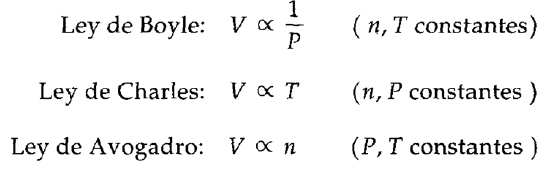 Ley de Boyle: V ∝ 1/P ( n, T constantes)
Ley de Charles: V ∝ T (n, P constantes )
Ley de Avogadro: V ∝ n (P, T constantes )